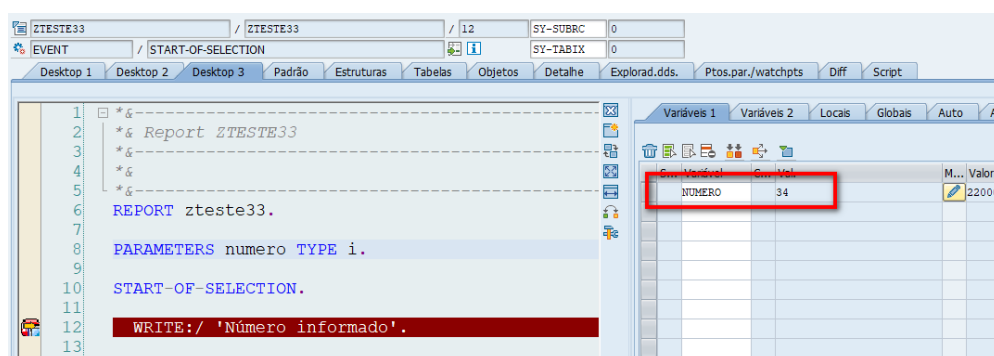 ZTESTE33 / ZTESTE33 / 12 SY-SUBRC 0
EVENT / START-OF-SELECTION SY-TABIX 0
Desktop 1 Desktop 2 Desktop 3 Padrão Estruturas Tabelas Objetos Detalhe Explorad.dds. Ptos.par./watchpts Diff Script
Variáveis 1 Variáveis 2 Locais Globais Auto
S... Variável C... Val. M... Valor
NUMERO 34 2200
1 *&----------------------------------------------
2 *& Report ZTESTE33
3 *&----------------------------------------------
4 *&
5 *&----------------------------------------------
6 REPORT zteste33.
7
8 PARAMETERS numero TYPE i.
9
10 START-OF-SELECTION.
11
12 WRITE:/ 'Número informado'.
13